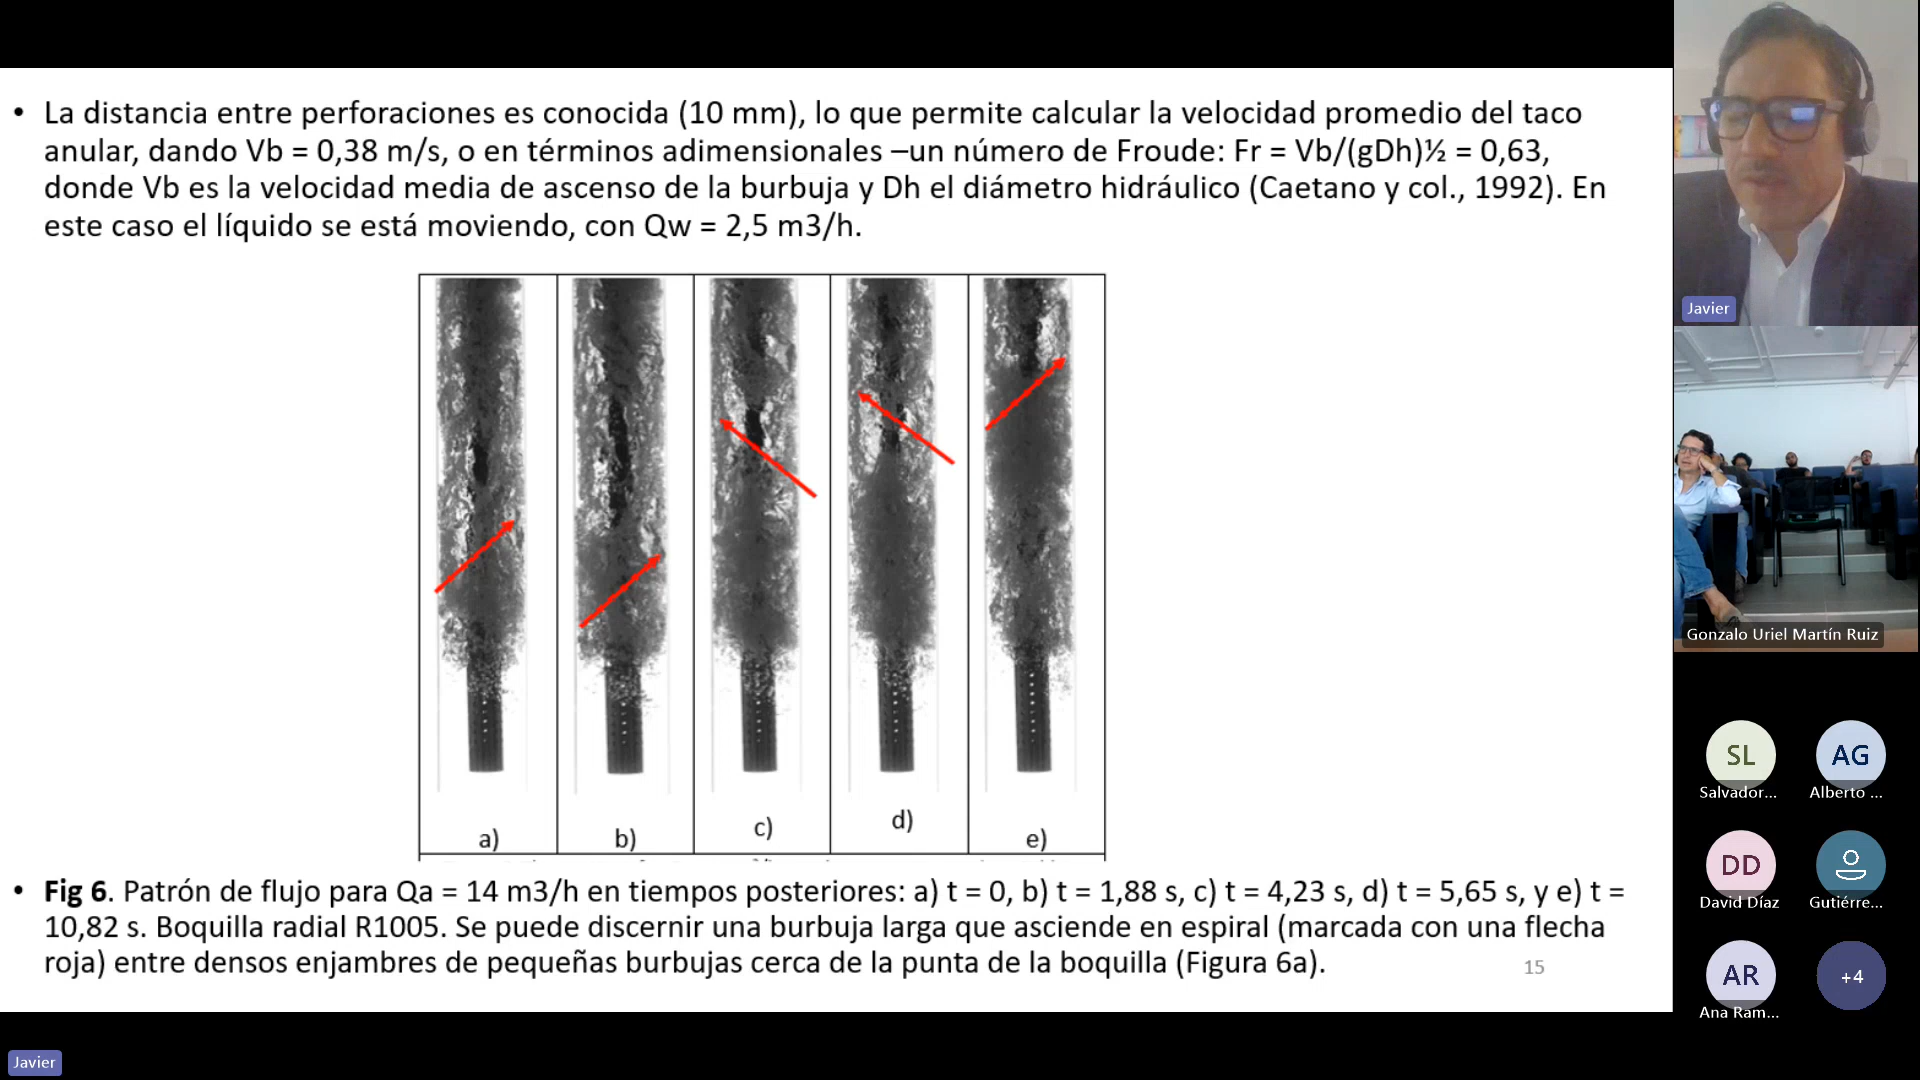 • La distancia entre perforaciones es conocida (10 mm), lo que permite calcular la velocidad promedio del taco
anular, dando Vb = 0,38 m/s, o en términos adimensionales –un número de Froude: Fr = Vb/(gDh)½ = 0,63,
donde Vb es la velocidad media de ascenso de la burbuja y Dh el diámetro hidráulico (Caetano y col., 1992). En
este caso el líquido se está moviendo, con Qw = 2,5 m3/h.
a)
b)
c)
d)
e)
• Fig 6. Patrón de flujo para Qa = 14 m3/h en tiempos posteriores: a) t = 0, b) t = 1,88 s, c) t = 4,23 s, d) t = 5,65 s, y e) t =
10,82 s. Boquilla radial R1005. Se puede discernir una burbuja larga que asciende en espiral (marcada con una flecha
roja) entre densos enjambres de pequeñas burbujas cerca de la punta de la boquilla (Figura 6a).
15
Javier
Gonzalo Uriel Martín Ruiz
SL
AG
Salvador...
Alberto ...
DD
David Díaz
Gutiérre...
AR
+4
Ana Ram...
Javier